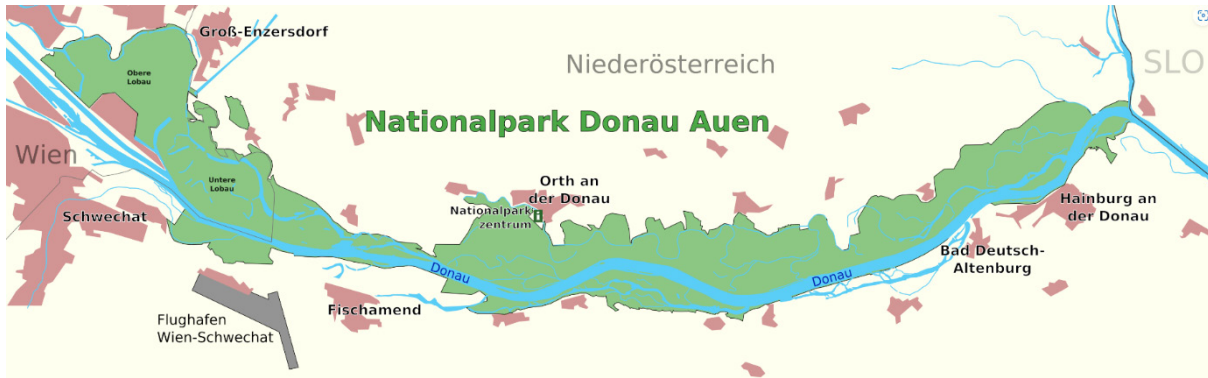 Groß-Enzersdorf
Niederösterreich
SLO
Obere
Lobau
Nationalpark Donau Auen
Wien
Untere
Lobau
Orth an
der Donau
Nationalpark
zentrum
Schwechat
Hainburg an
der Donau
Bad Deutsch-
Altenburg
Donau
Donau
Fischamend
Flughafen
Wien-Schwechat